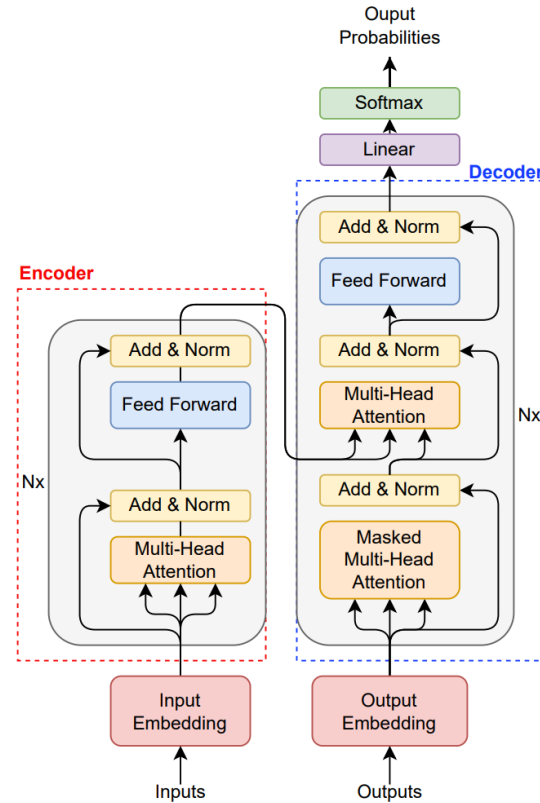 Ouput
Probabilities
Softmax
Linear
Decoder
Add & Norm
Feed Forward
Add & Norm
Multi-Head
Attention
Nx
Add & Norm
Masked
Multi-Head
Attention
Output
Embedding
Outputs
Encoder
Add & Norm
Feed Forward
Nx
Add & Norm
Multi-Head
Attention
Input
Embedding
Inputs